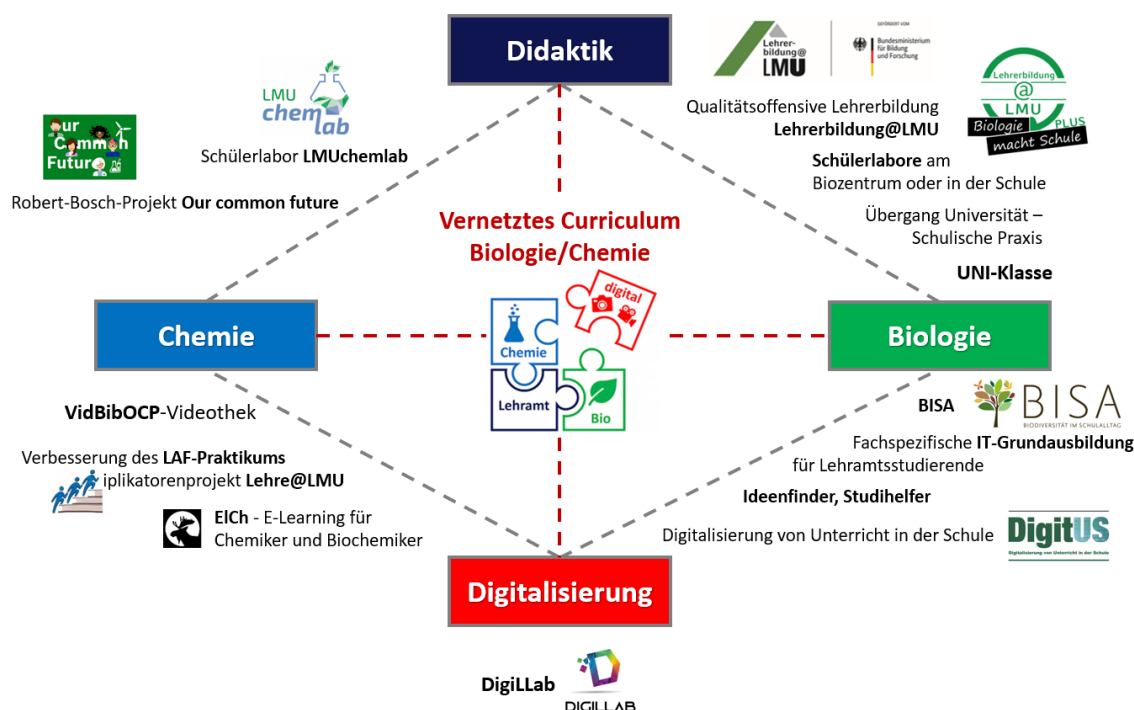 Didaktik
Lehrer-
bildung@
LMU
GEFÖRDERT VOM
Bundesministerium
für Bildung
und Forschung
Lehrerbildung
@
LMU
PLUS
Biologie
macht Schule
Qualitätsoffensive Lehrerbildung
Lehrerbildung@LMU
LMU
chemlab
Schülerlabor LMUchemlab
Our
Common
Future
Robert-Bosch-Projekt Our common future
Schülerlabore am
Biozentrum oder in der Schule
Übergang Universität –
Schulische Praxis
UNI-Klasse
Vernetztes Curriculum
Biologie/Chemie
digital
Chemie
Lehramt
Bio
Chemie
Biologie
VidBibOCP-Videothek
Verbesserung des LAF-Praktikums
iplikatorenprojekt Lehre@LMU
ElCh - E-Learning für
Chemiker und Biochemiker
BISA
BISA
BIODIVERSITÄT IM SCHULALLTAG
Fachspezifische IT-Grundausbildung
für Lehramtsstudierende
Ideenfinder, Studihelfer
Digitalisierung von Unterricht in der Schule
DigitUS
Digitalisierung von Unterricht in der Schule
Digitalisierung
DigiLLab
DIGILLAB